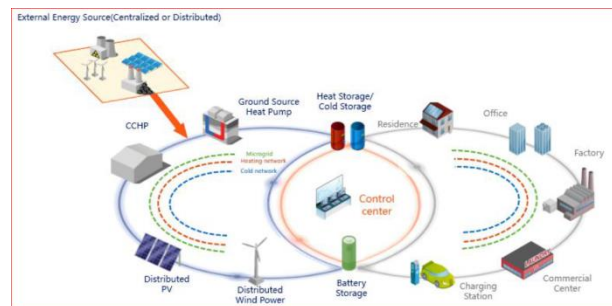 External Energy Source(Centralized or Distributed)
Ground Source
Heat Pump
Heat Storage/
Cold Storage
Residence
Office
CCHP
Microgrid
Heating network
Cold network
Factory
Control
center
Distributed
PV
Distributed
Wind Power
Battery
Storage
Charging
Station
Commercial
Center